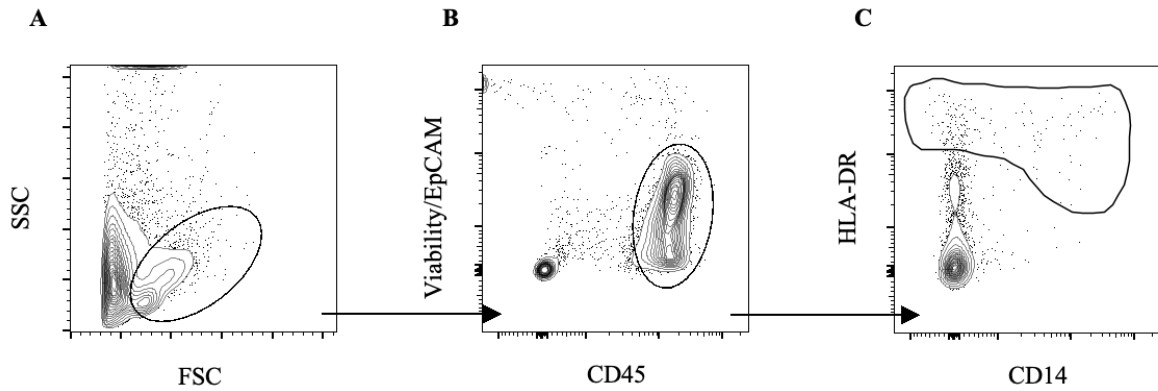 A
B
C
SSC
FSC
Viability/EpCAM
CD45
HLA-DR
CD14